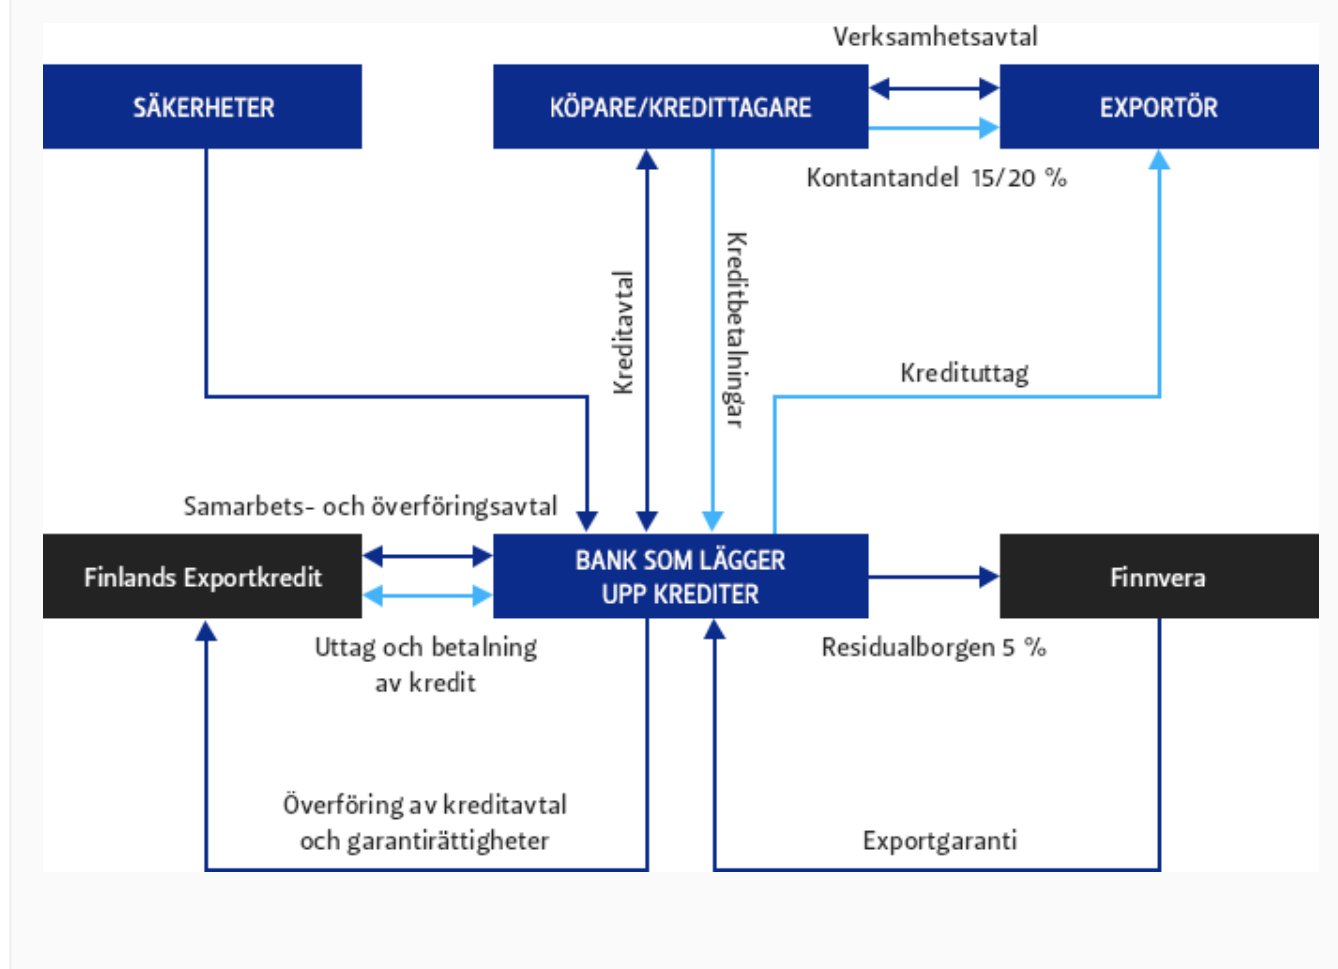 Verksamhetsavtal
SÄKERHETER
KÖPARE/KREDITTAGARE
EXPORTÖR
Kontantandel 15/20 %
Kreditavtal
Kreditbetalningar
Kredituttag
Samarbets- och överföringsavtal
Finlands Exportkredit
BANK SOM LÄGGER
UPP KREDITER
Finnvera
Uttag och betalning
av kredit
Residualborgen 5 %
Överföring av kreditavtal
och garantirättigheter
Exportgaranti